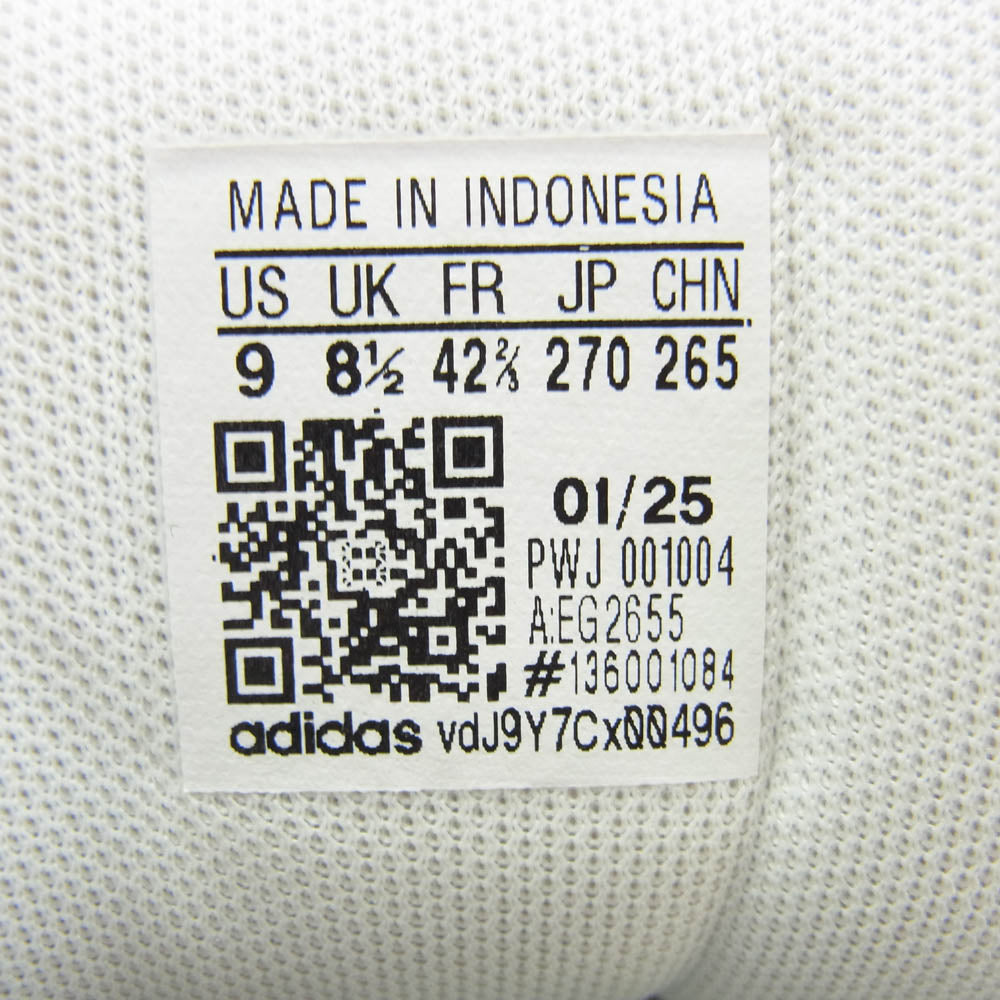 MADE IN INDONESIA
US UK FR JP CHN
9 8½ 42⅔ 270 265
01/25
PWJ 001004
A:EG2655
#136001084
adidas vdJ9Y7Cx00496